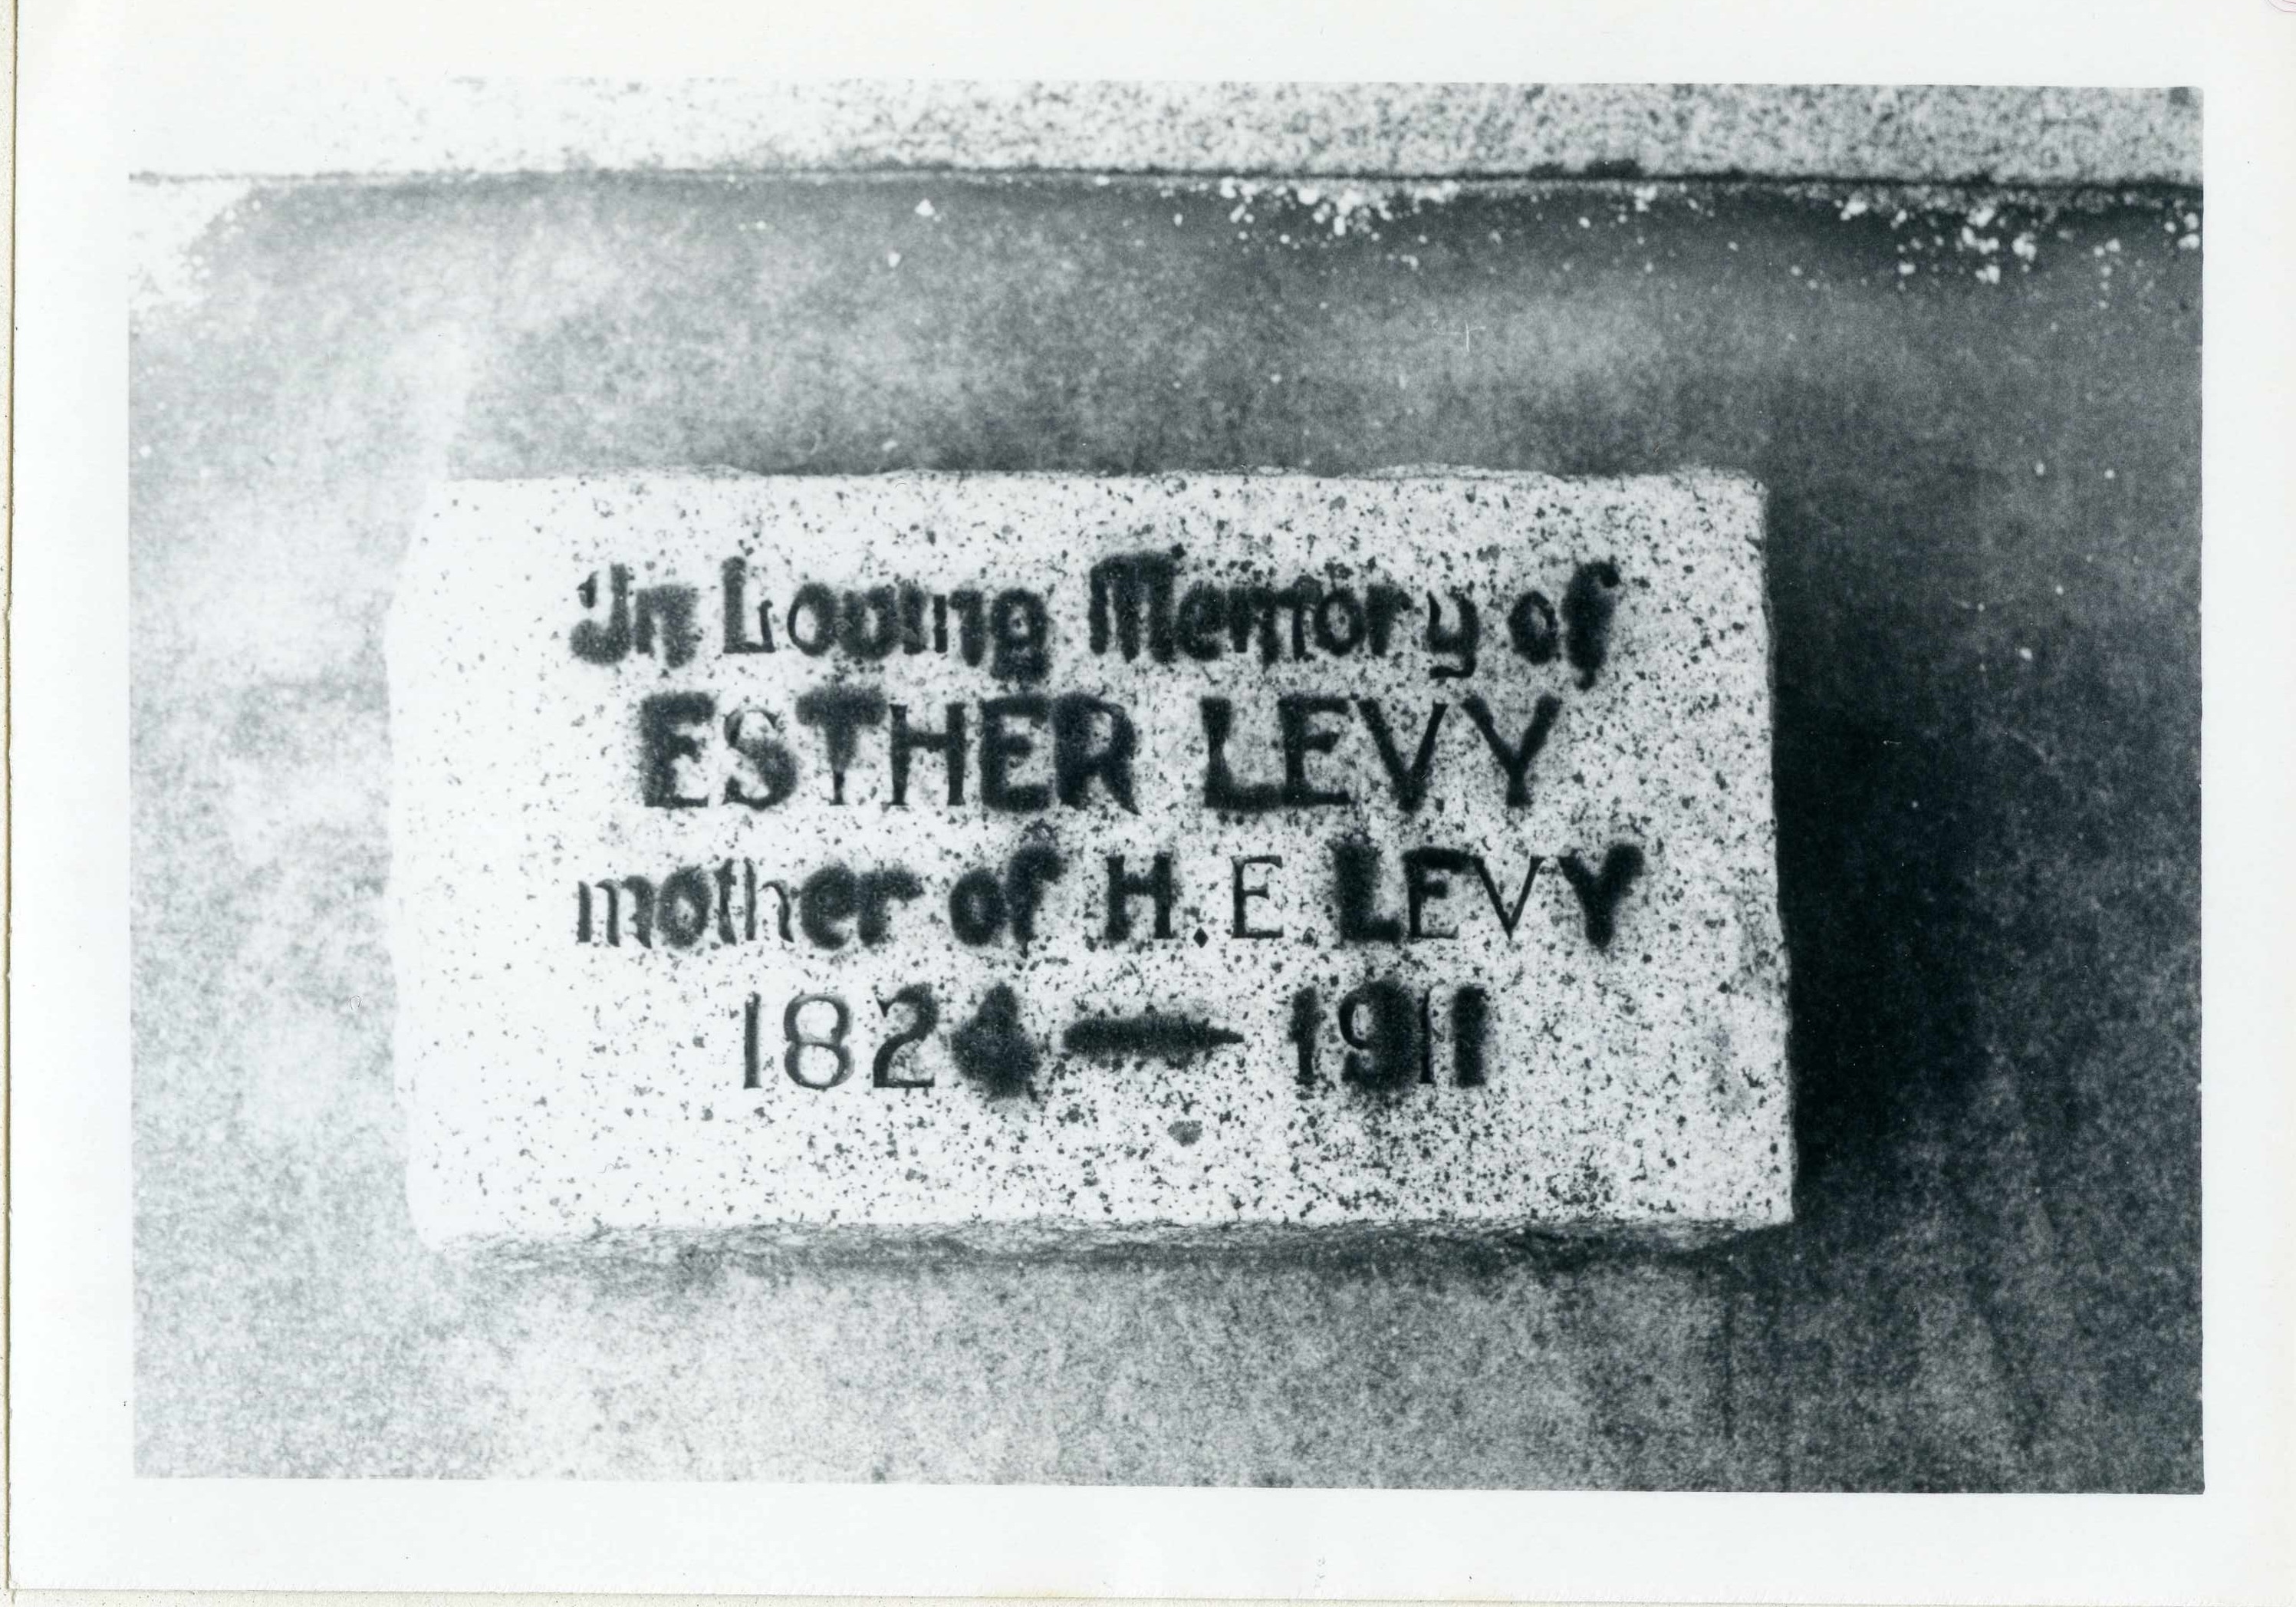 In Loving Memory of
ESTHER LEVY
mother of H. E. LEVY
1824 — 1911